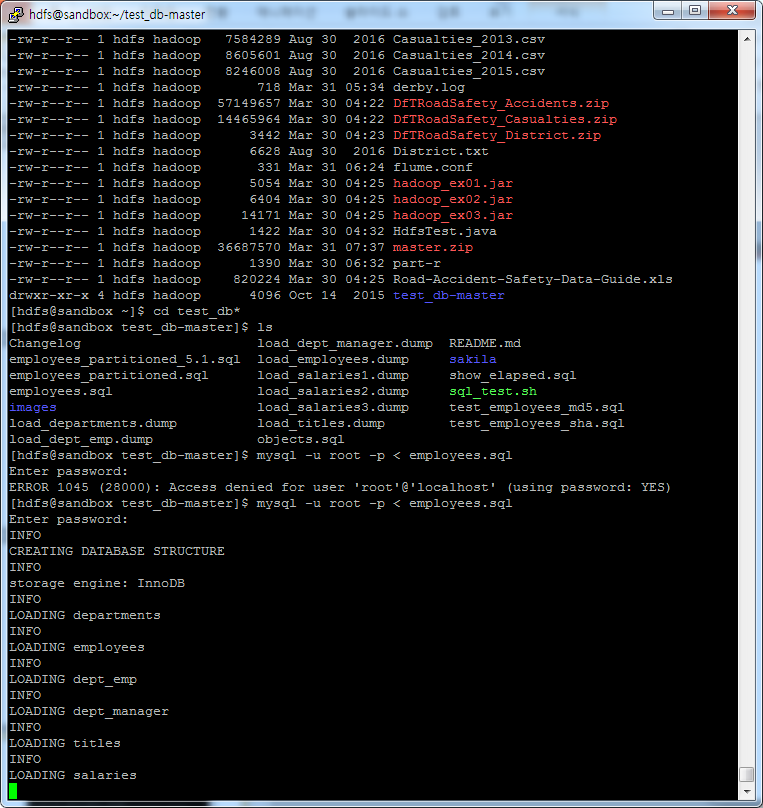 hdfs@sandbox:~/test_db-master
-rw-r--r-- 1 hdfs hadoop  7584289 Aug 30  2016 Casualties_2013.csv
-rw-r--r-- 1 hdfs hadoop  8605601 Aug 30  2016 Casualties_2014.csv
-rw-r--r-- 1 hdfs hadoop  8246008 Aug 30  2016 Casualties_2015.csv
-rw-r--r-- 1 hdfs hadoop      718 Mar 31 05:34 derby.log
-rw-r--r-- 1 hdfs hadoop 57149657 Mar 30 04:22 DfTRoadSafety_Accidents.zip
-rw-r--r-- 1 hdfs hadoop 14465964 Mar 30 04:22 DfTRoadSafety_Casualties.zip
-rw-r--r-- 1 hdfs hadoop     3442 Mar 30 04:23 DfTRoadSafety_District.zip
-rw-r--r-- 1 hdfs hadoop     6628 Aug 30  2016 District.txt
-rw-r--r-- 1 hdfs hadoop      331 Mar 31 06:24 flume.conf
-rw-r--r-- 1 hdfs hadoop     5054 Mar 30 04:25 hadoop_ex01.jar
-rw-r--r-- 1 hdfs hadoop     6404 Mar 30 04:25 hadoop_ex02.jar
-rw-r--r-- 1 hdfs hadoop    14171 Mar 30 04:25 hadoop_ex03.jar
-rw-r--r-- 1 hdfs hadoop     1422 Mar 30 04:32 HdfsTest.java
-rw-r--r-- 1 hdfs hadoop 36687570 Mar 31 07:37 master.zip
-rw-r--r-- 1 hdfs hadoop     1390 Mar 30 06:32 part-r
-rw-r--r-- 1 hdfs hadoop   820224 Mar 30 04:25 Road-Accident-Safety-Data-Guide.xls
drwxr-xr-x 4 hdfs hadoop     4096 Oct 14  2015 test_db-master
[hdfs@sandbox ~]$ cd test_db*
[hdfs@sandbox test_db-master]$ ls
Changelog                      load_dept_manager.dump  README.md
employees_partitioned_5.1.sql  load_employees.dump     sakila
employees_partitioned.sql      load_salaries1.dump     show_elapsed.sql
employees.sql                  load_salaries2.dump     sql_test.sh
images                         load_salaries3.dump     test_employees_md5.sql
load_departments.dump          load_titles.dump        test_employees_sha.sql
load_dept_emp.dump             objects.sql
[hdfs@sandbox test_db-master]$ mysql -u root -p < employees.sql
Enter password:
ERROR 1045 (28000): Access denied for user 'root'@'localhost' (using password: YES)
[hdfs@sandbox test_db-master]$ mysql -u root -p < employees.sql
Enter password:
INFO
CREATING DATABASE STRUCTURE
INFO
storage engine: InnoDB
INFO
LOADING departments
INFO
LOADING employees
INFO
LOADING dept_emp
INFO
LOADING dept_manager
INFO
LOADING titles
INFO
LOADING salaries